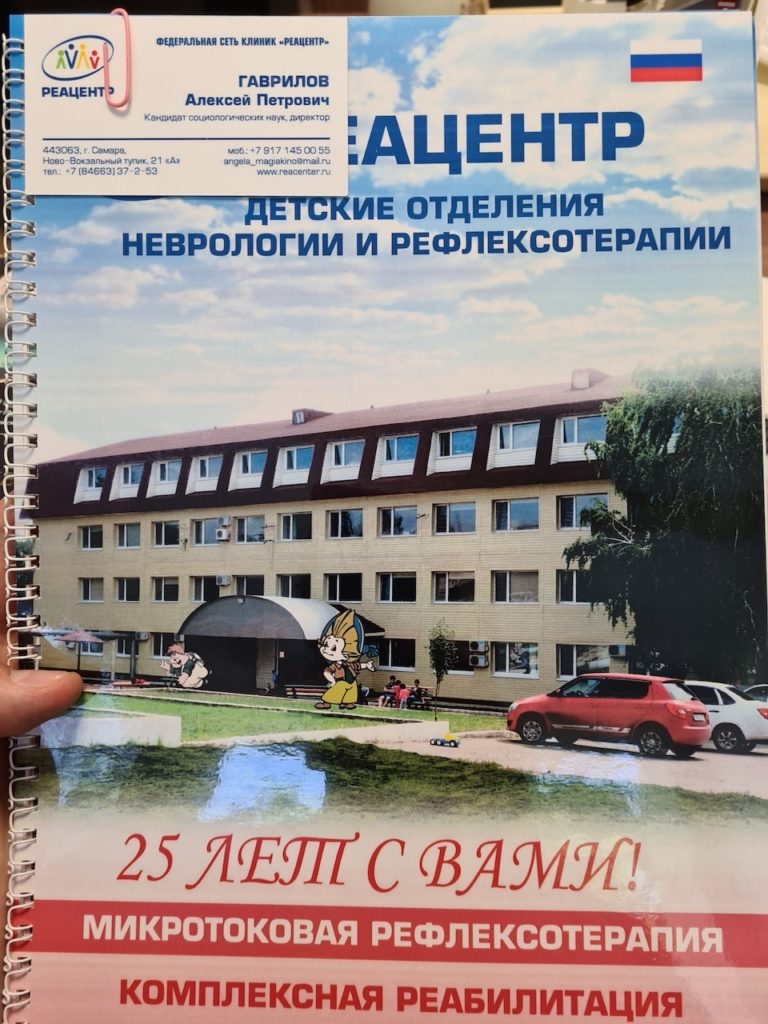 ФЕДЕРАЛЬНАЯ СЕТЬ КЛИНИК «РЕАЦЕНТР»
РЕАЦЕНТР
ГАВРИЛОВ
Алексей Петрович
Кандидат социологических наук, директор
443063, г. Самара,
Ново-Вокзальный тупик, 21 «А»
тел.: +7 (84663) 37-2-53
моб.: +7 917 145 00 55
angela_magiakino@mail.ru
www.reacenter.ru
ЕАЦЕНТР
ДЕТСКИЕ ОТДЕЛЕНИЯ
НЕВРОЛОГИИ И РЕФЛЕКСОТЕРАПИИ
25 ЛЕТ С ВАМИ!
МИКРОТОКОВАЯ РЕФЛЕКСОТЕРАПИЯ
КОМПЛЕКСНАЯ РЕАБИЛИТАЦИЯ